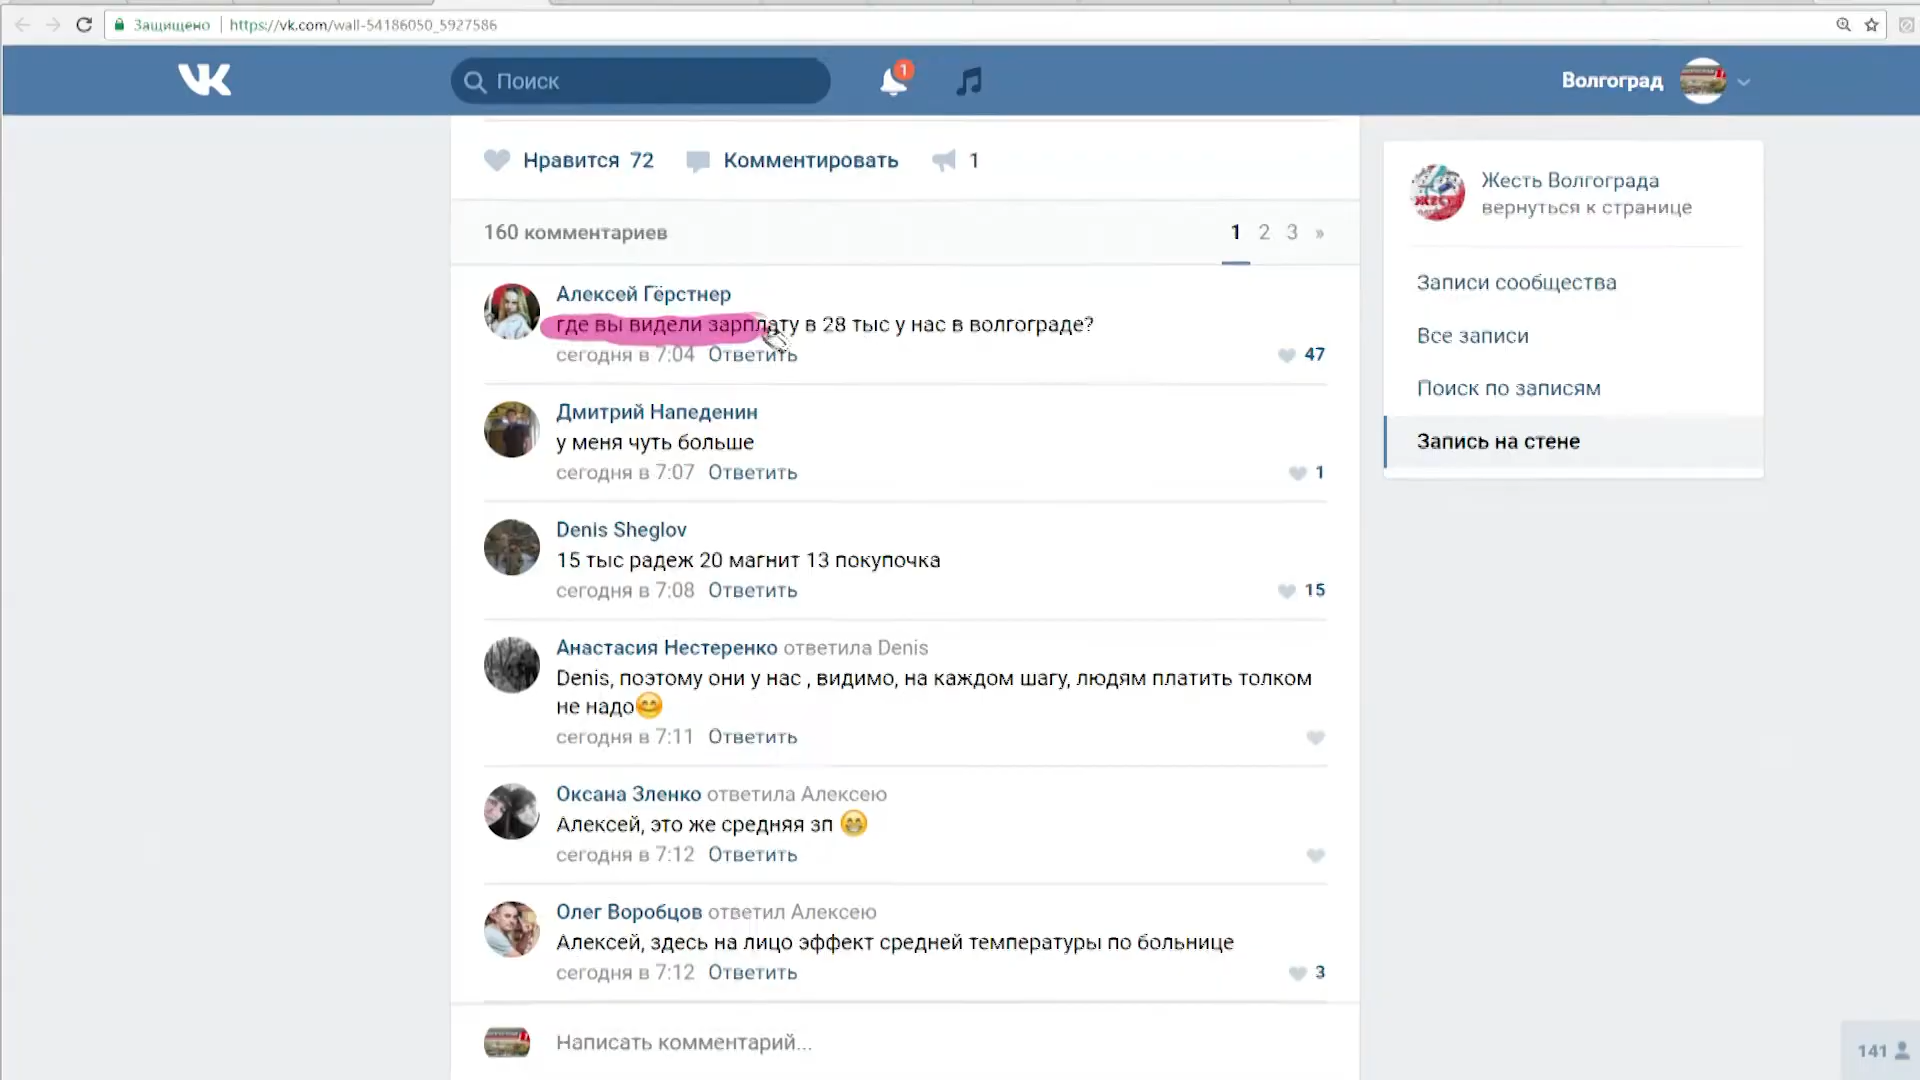 Защищено https://vk.com/wall-54186050_5927586
Поиск
1
Волгоград
Нравится 72 Комментировать 1
160 комментариев 1 2 3 »
Алексей Гёрстнер
где вы видели зарплату в 28 тыс у нас в волгограде?
сегодня в 7:04 Ответить 47
Дмитрий Напеденин
у меня чуть больше
сегодня в 7:07 Ответить 1
Denis Sheglov
15 тыс радеж 20 магнит 13 покупочка
сегодня в 7:08 Ответить 15
Анастасия Нестеренко ответила Denis
Denis, поэтому они у нас , видимо, на каждом шагу, людям платить толком
не надо😊
сегодня в 7:11 Ответить
Оксана Зленко ответила Алексею
Алексей, это же средняя зп 😁
сегодня в 7:12 Ответить
Олег Воробцов ответил Алексею
Алексей, здесь на лицо эффект средней температуры по больнице
сегодня в 7:12 Ответить 3
Написать комментарий...
ЖЕСТЬ
Жесть Волгограда
вернуться к странице
Записи сообщества
Все записи
Поиск по записям
Запись на стене
141